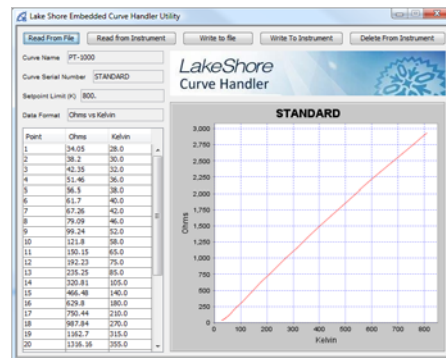 Lake Shore Embedded Curve Handler Utility
Read From File Read from Instrument Write to file Write To Instrument Delete From Instrument
Curve Name PT-1000
Curve Serial Number STANDARD
Setpoint Limit (K) 800.
Data Format Ohms vs Kelvin
LakeShore
Curve Handler
Point Ohms Kelvin
1 34.05 28.0
2 38.2 30.0
3 42.35 32.0
4 51.46 36.0
5 56.5 38.0
6 61.7 40.0
7 67.26 42.0
8 79.09 46.0
9 99.24 52.0
10 121.8 58.0
11 150.15 65.0
12 192.23 75.0
13 235.25 85.0
14 320.81 105.0
15 466.48 140.0
16 629.8 180.0
17 750.44 210.0
18 987.84 270.0
19 1162.7 315.0
20 1316.16 355.0
STANDARD
3,000
2,750
2,500
2,250
2,000
1,750
1,500
1,250
1,000
750
500
250
0
Ohms
0 100 200 300 400 500 600 700 800
Kelvin